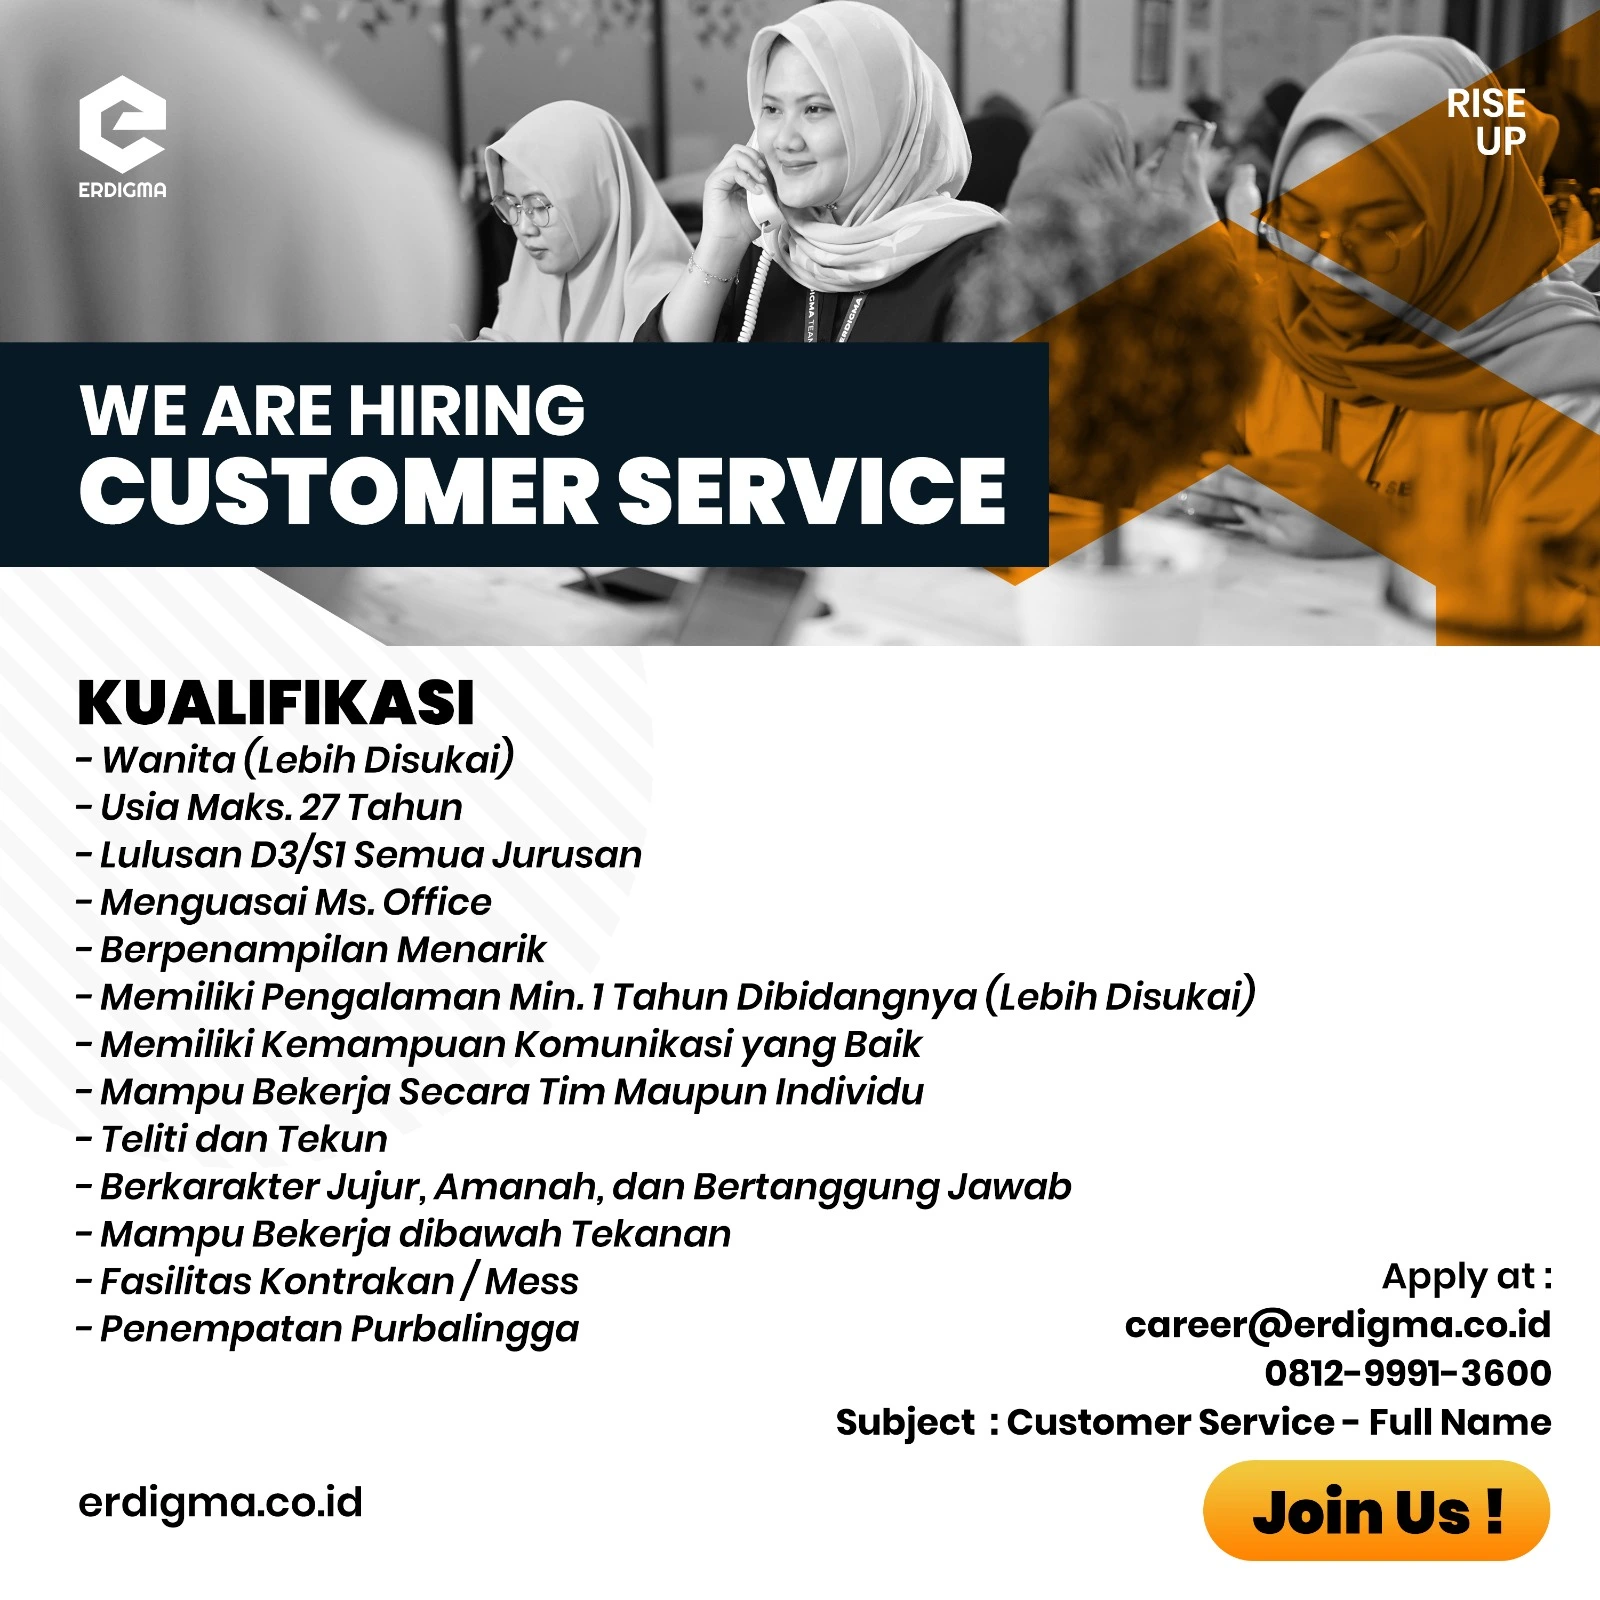 ERDIGMA
RISE
UP
WE ARE HIRING
CUSTOMER SERVICE
KUALIFIKASI
- Wanita (Lebih Disukai)
- Usia Maks. 27 Tahun
- Lulusan D3/S1 Semua Jurusan
- Menguasai Ms. Office
- Berpenampilan Menarik
- Memiliki Pengalaman Min. 1 Tahun Dibidangnya (Lebih Disukai)
- Memiliki Kemampuan Komunikasi yang Baik
- Mampu Bekerja Secara Tim Maupun Individu
- Teliti dan Tekun
- Berkarakter Jujur, Amanah, dan Bertanggung Jawab
- Mampu Bekerja dibawah Tekanan
- Fasilitas Kontrakan / Mess
- Penempatan Purbalingga
Apply at :
career@erdigma.co.id
0812-9991-3600
Subject : Customer Service - Full Name
erdigma.co.id
Join Us !